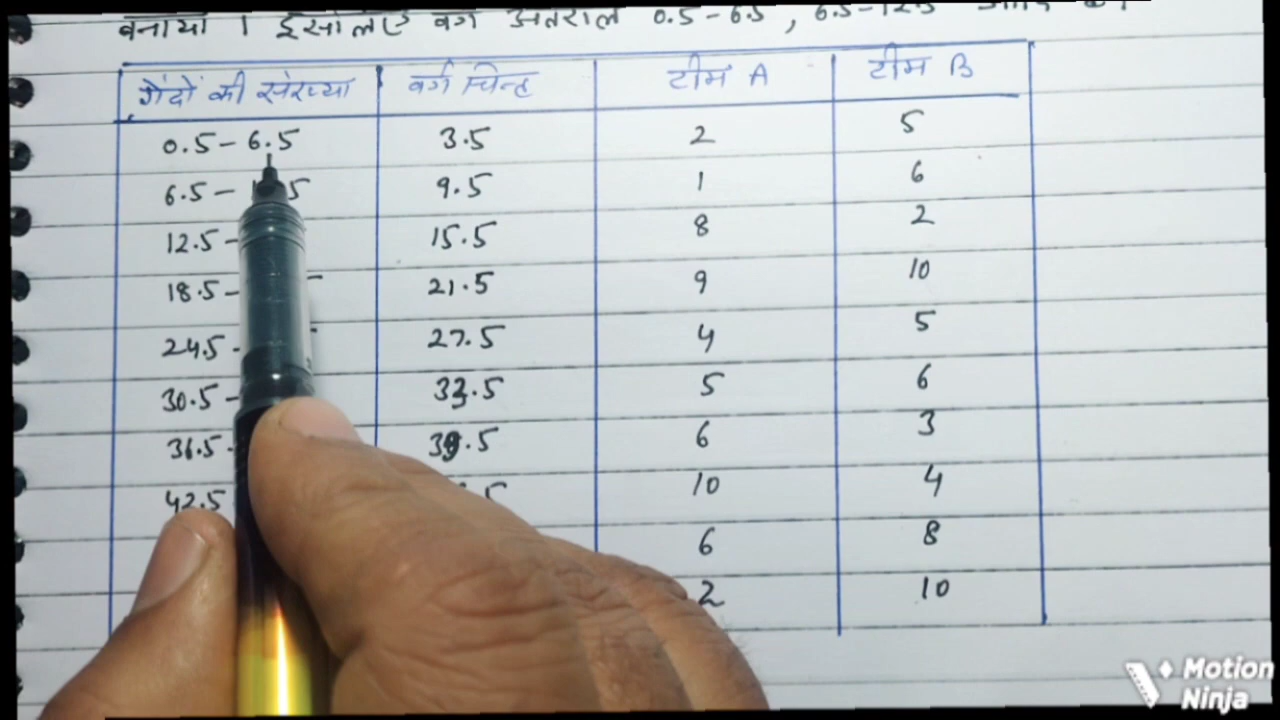 बनाया । इसलिए वर्ग अंतराल 0.5-6.5 , 6.5-12.5
गेंदों की संख्या वर्ग चिन्ह टीम A टीम B
0.5-6.5 3.5 2 5
6.5- 5 9.5 1 6
12.5- 15.5 8 2
18.5- 21.5 9 10
24.5- 27.5 4 5
30.5- 33.5 5 6
36.5- 39.5 6 3
42.5 .5 10 4
6 8
2 10
Motion
Ninja